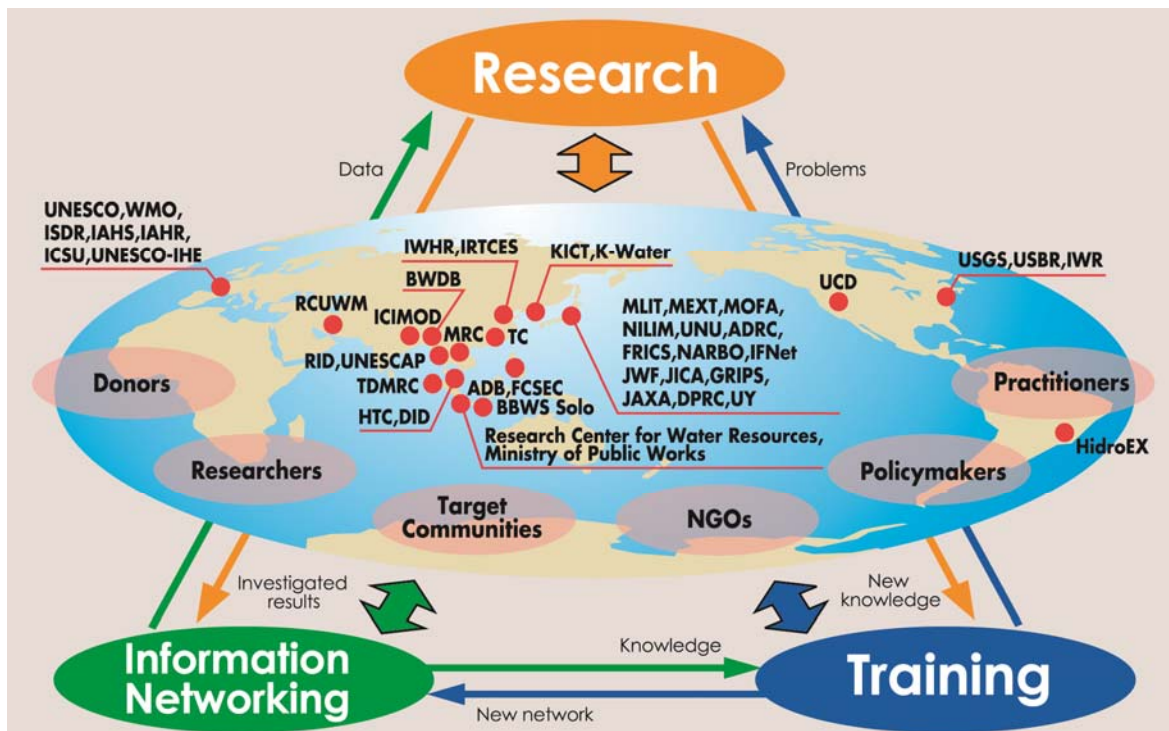 Research
Data
Problems
UNESCO,WMO,
ISDR,IAHS,IAHR,
ICSU,UNESCO-IHE
IWHR,IRTCES
KICT,K-Water
USGS,USBR,IWR
BWDB
UCD
RCUWM
ICIMOD
MRC
TC
MLIT,MEXT,MOFA,
NILIM,UNU,ADRC,
FRICS,NARBO,IFNet
JWF,JICA,GRIPS,
JAXA,DPRC,UY
RID,UNESCAP
Donors
TDMRC
ADB,FCSEC
Practitioners
HTC,DID
BBWS Solo
Research Center for Water Resources,
Ministry of Public Works
HidroEX
Researchers
Policymakers
Target
Communities
NGOs
Investigated
results
New
knowledge
Knowledge
Information
Networking
Training
New network